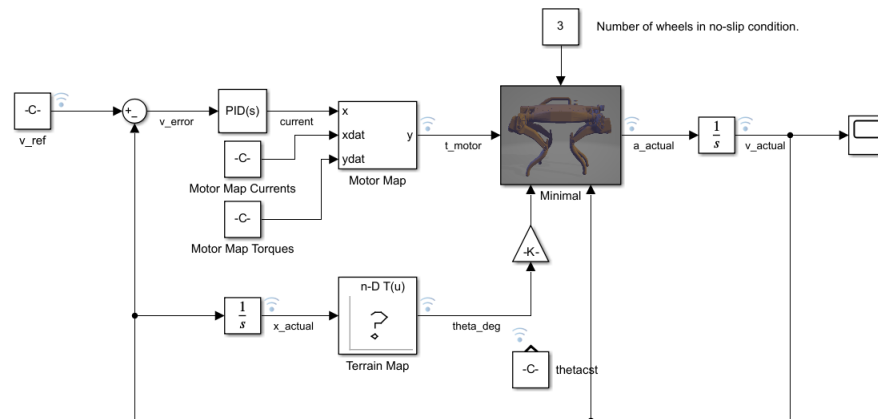 3
Number of wheels in no-slip condition.
-C-
v_ref
+
-
v_error
PID(s)
current
x
xdat
ydat
y
Motor Map
-C-
Motor Map Currents
-C-
Motor Map Torques
t_motor
Minimal
a_actual
1
s
v_actual
-K-
1
s
x_actual
n-D T(u)
Terrain Map
theta_deg
-C-
thetacst